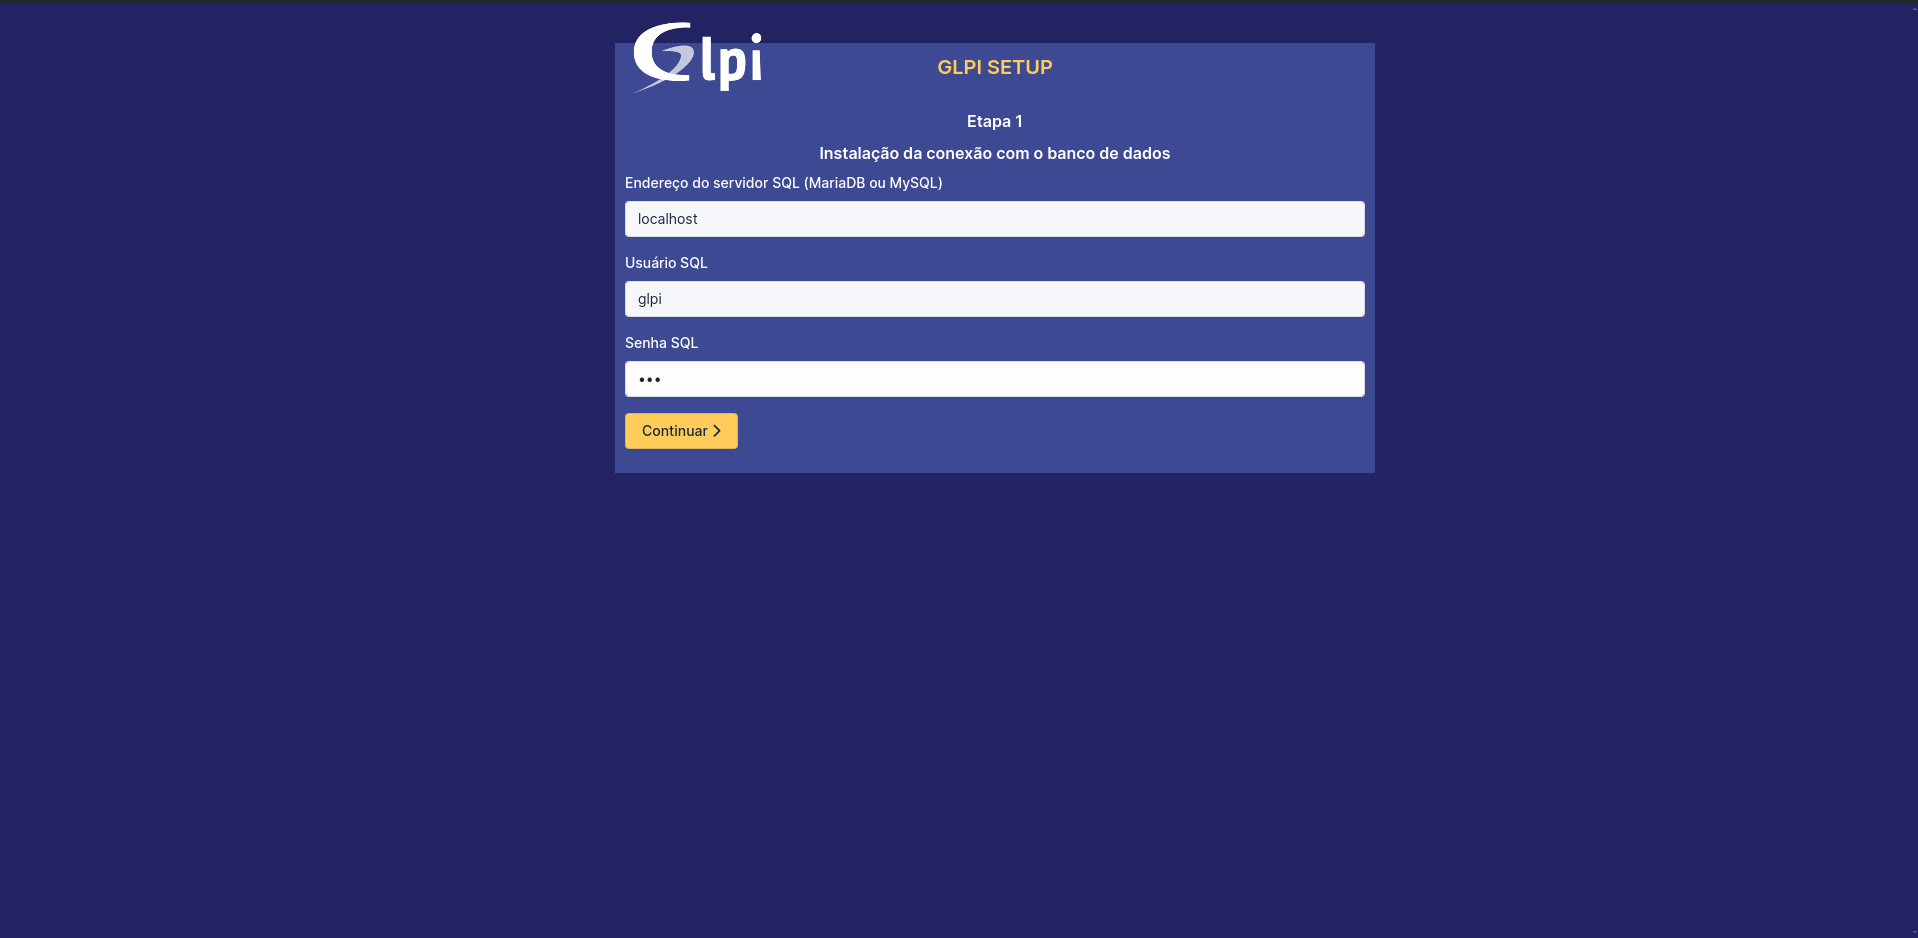 Glpi
GLPI SETUP
Etapa 1
Instalação da conexão com o banco de dados
Endereço do servidor SQL (MariaDB ou MySQL)
localhost
Usuário SQL
glpi
Senha SQL
•••
Continuar